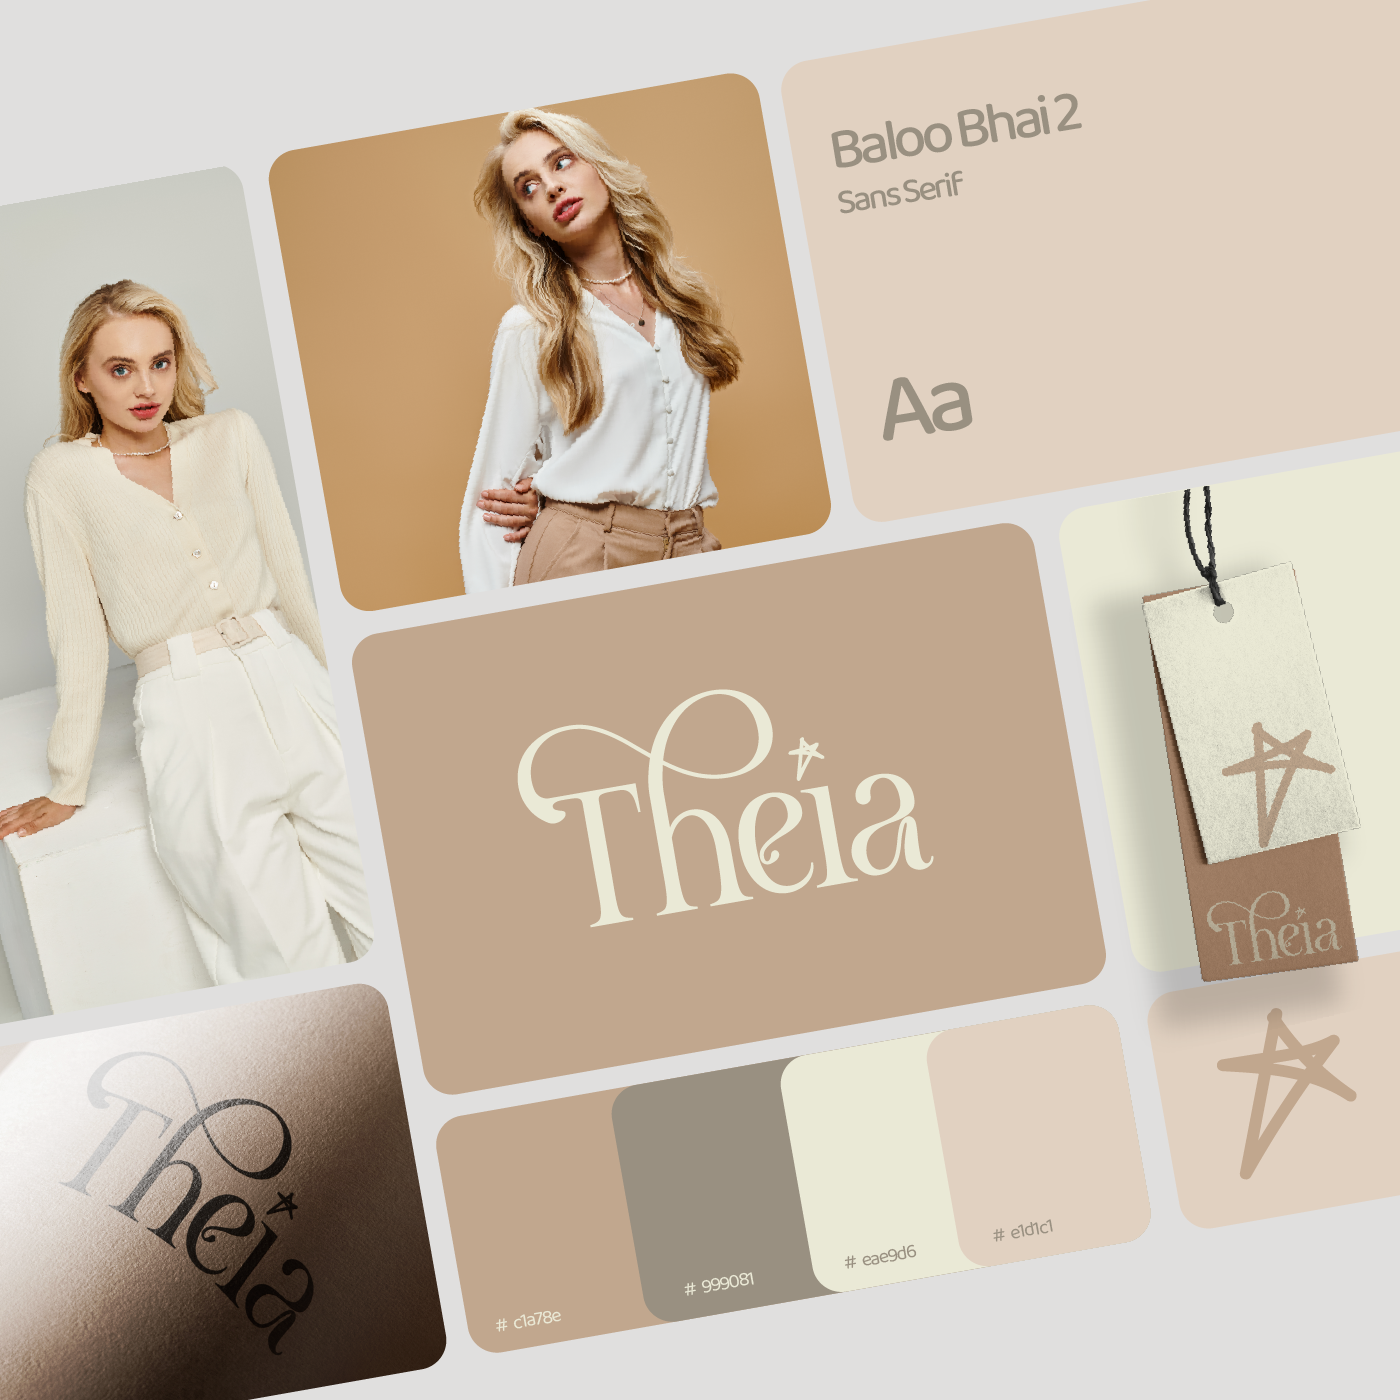 Baloo Bhai 2
Sans Serif
Aa
Theia
Theia
Theia
# c1a78e
# 999081
# eae9d6
# e1d1c1